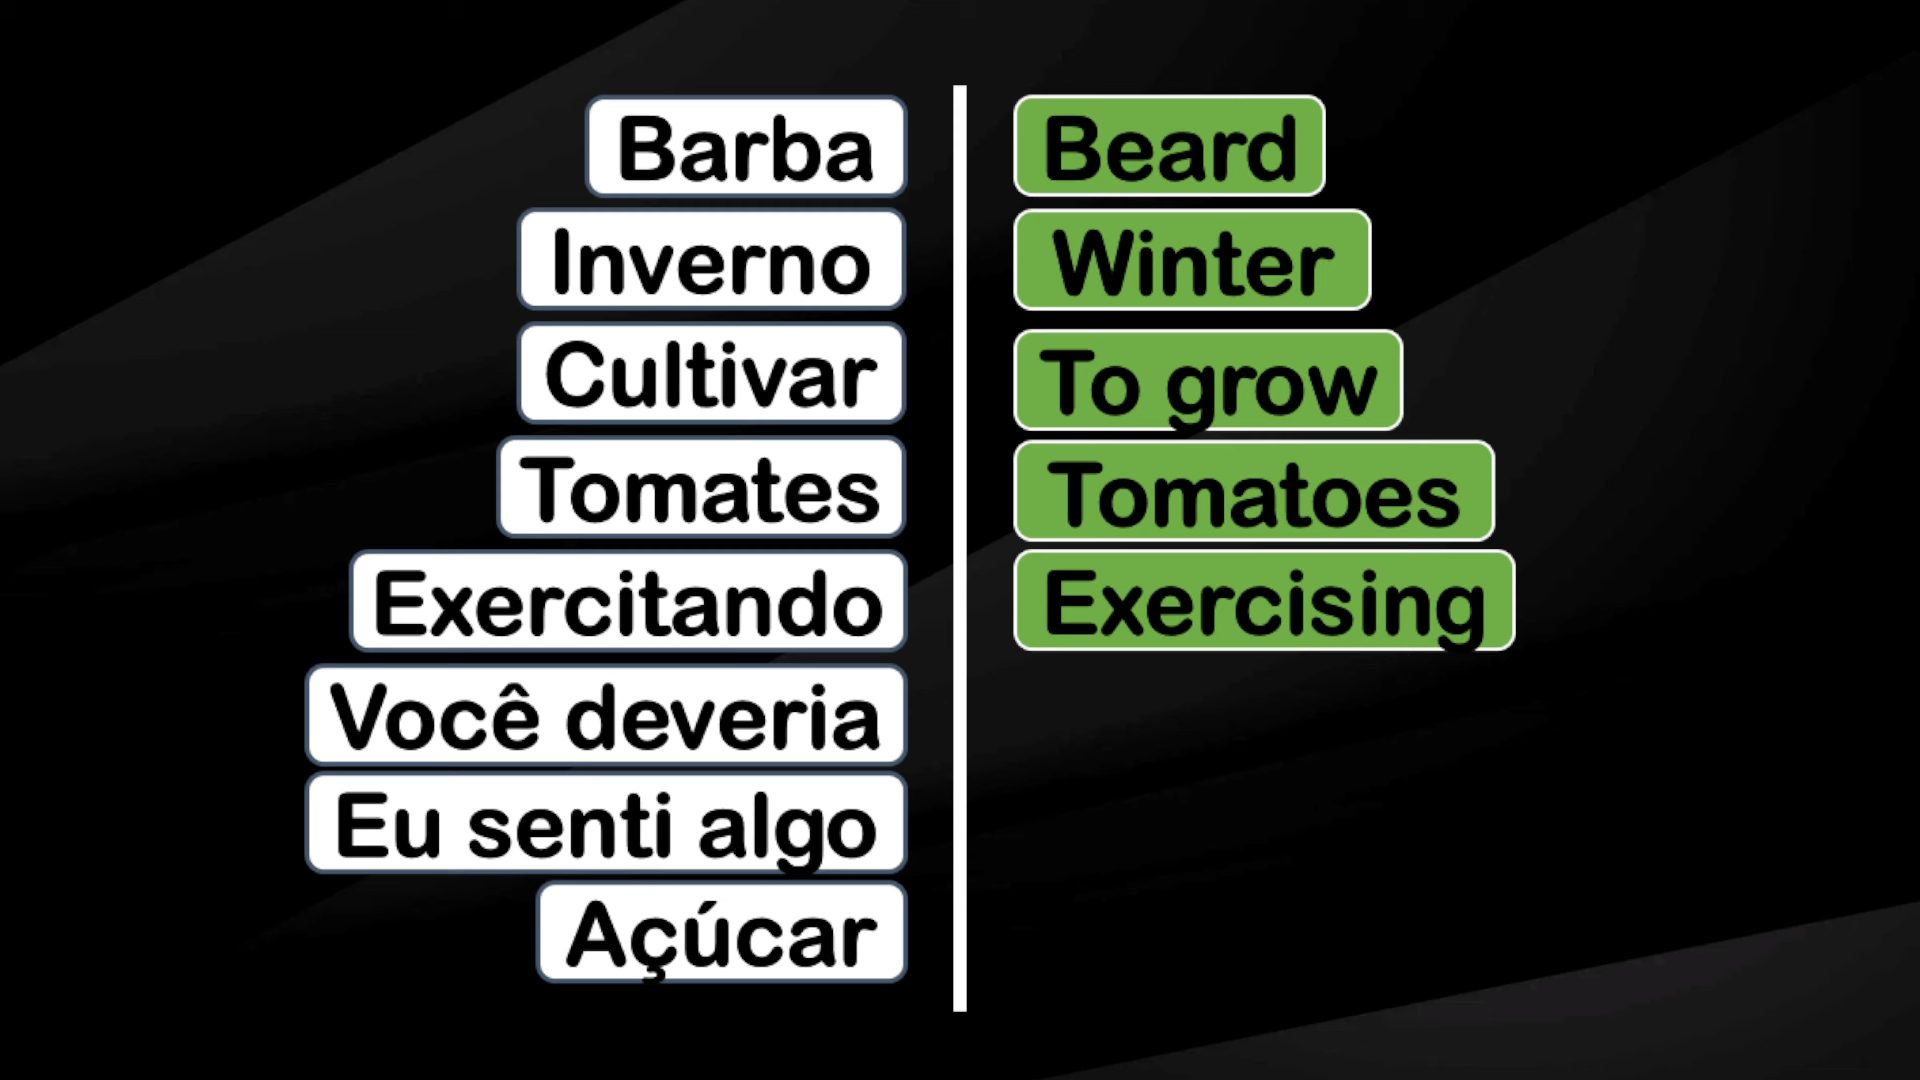 Barba
Beard
Inverno
Winter
Cultivar
To grow
Tomates
Tomatoes
Exercitando
Exercising
Você deveria
Eu senti algo
Açúcar